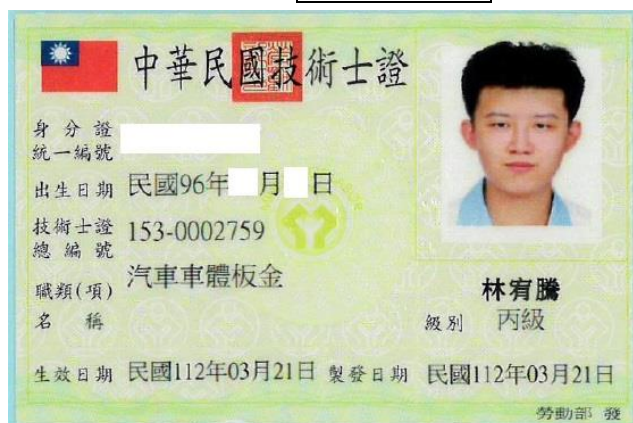 中華民國技術士證
身分證
統一編號
出生日期 民國96年 月 日
技術士證
總編號 153-0002759
職類(項)
名稱 汽車車體板金
林宥騰
級別 丙級
生效日期 民國112年03月21日 製發日期 民國112年03月21日
勞動部 發